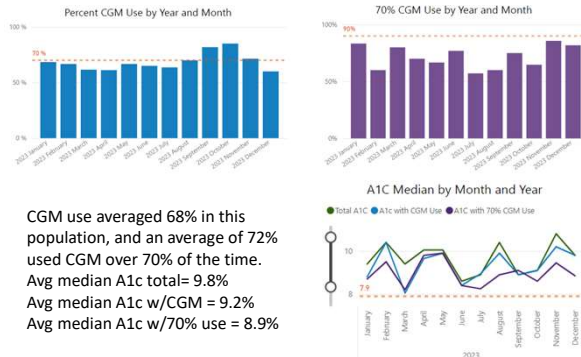 Percent CGM Use by Year and Month
70 %
100%
50%
0 %
2023 January
2023 February
2023 March
2023 April
2023 May
2023 June
2023 July
2023 August
2023 September
2023 October
2023 November
2023 December
70% CGM Use by Year and Month
90%
100%
50%
0%
2023 January
2023 February
2023 March
2023 April
2023 May
2023 June
2023 July
2023 August
2023 September
2023 October
2023 November
2023 December
CGM use averaged 68% in this
population, and an average of 72%
used CGM over 70% of the time.
Avg median A1c total= 9.8%
Avg median A1c w/CGM = 9.2%
Avg median A1c w/70% use = 8.9%
A1C Median by Month and Year
Total A1C
A1c with CGM Use
A1C with 70% CGM Use
10
8
7.9
January
February
March
April
May
June
July
August
September
October
November
December
2023